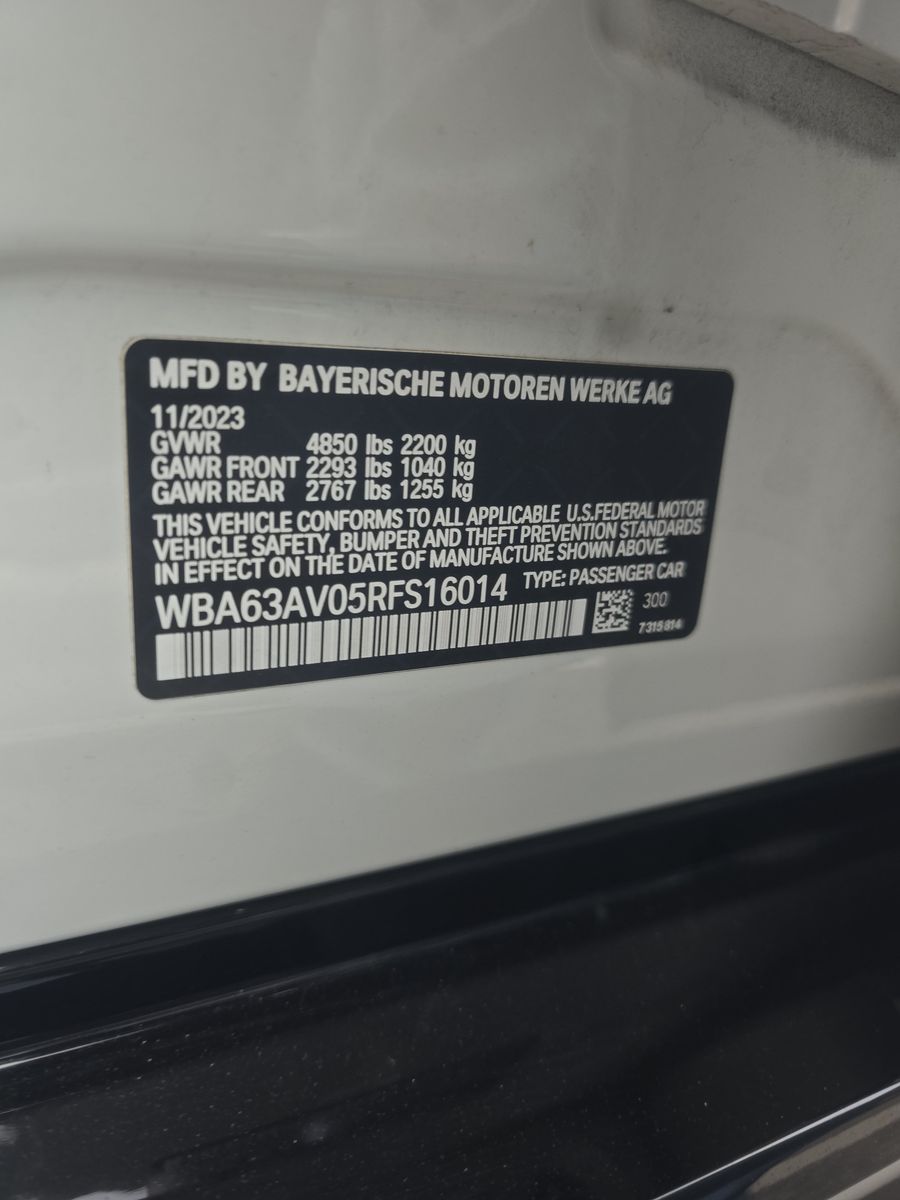 MFD BY BAYERISCHE MOTOREN WERKE AG
11/2023
GVWR 4850 lbs 2200 kg
GAWR FRONT 2293 lbs 1040 kg
GAWR REAR 2767 lbs 1255 kg
THIS VEHICLE CONFORMS TO ALL APPLICABLE U.S.FEDERAL MOTOR
VEHICLE SAFETY, BUMPER AND THEFT PREVENTION STANDARDS
IN EFFECT ON THE DATE OF MANUFACTURE SHOWN ABOVE.
WBA63AV05RFS16014 TYPE: PASSENGER CAR
300
7315814